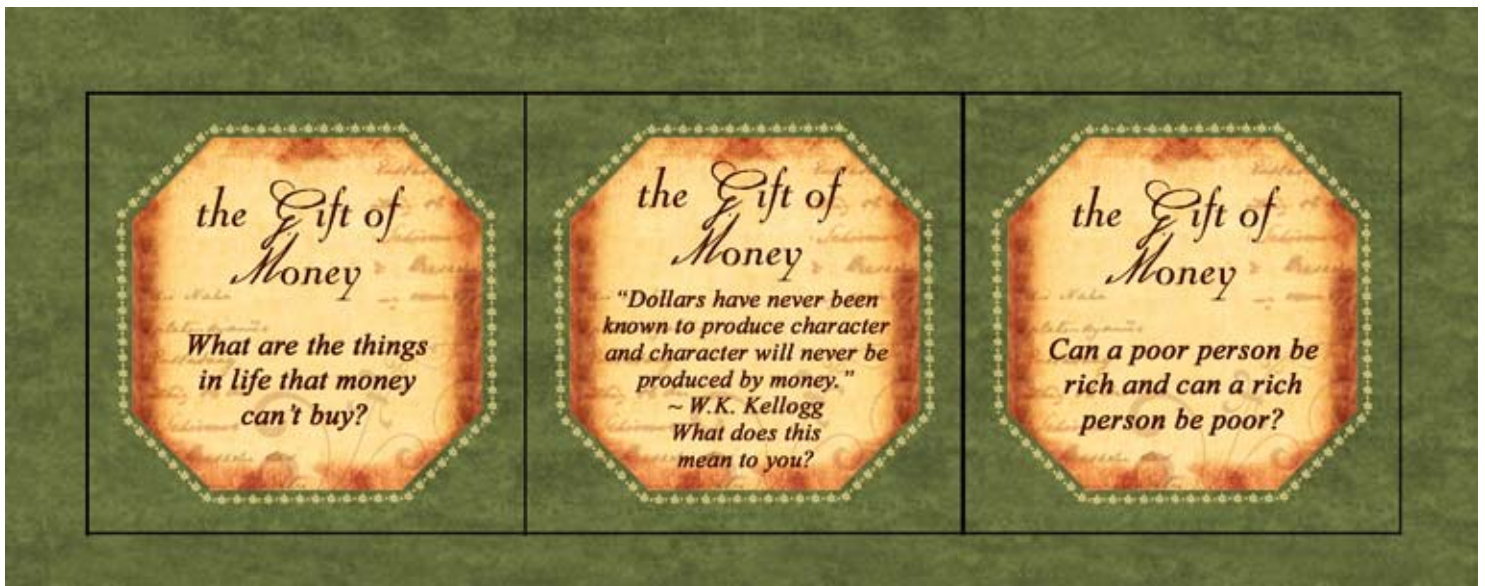 the Gift of
Money
What are the things
in life that money
can't buy?
the Gift of
Money
"Dollars have never been
known to produce character
and character will never be
produced by money."
~ W.K. Kellogg
What does this
mean to you?
the Gift of
Money
Can a poor person be
rich and can a rich
person be poor?